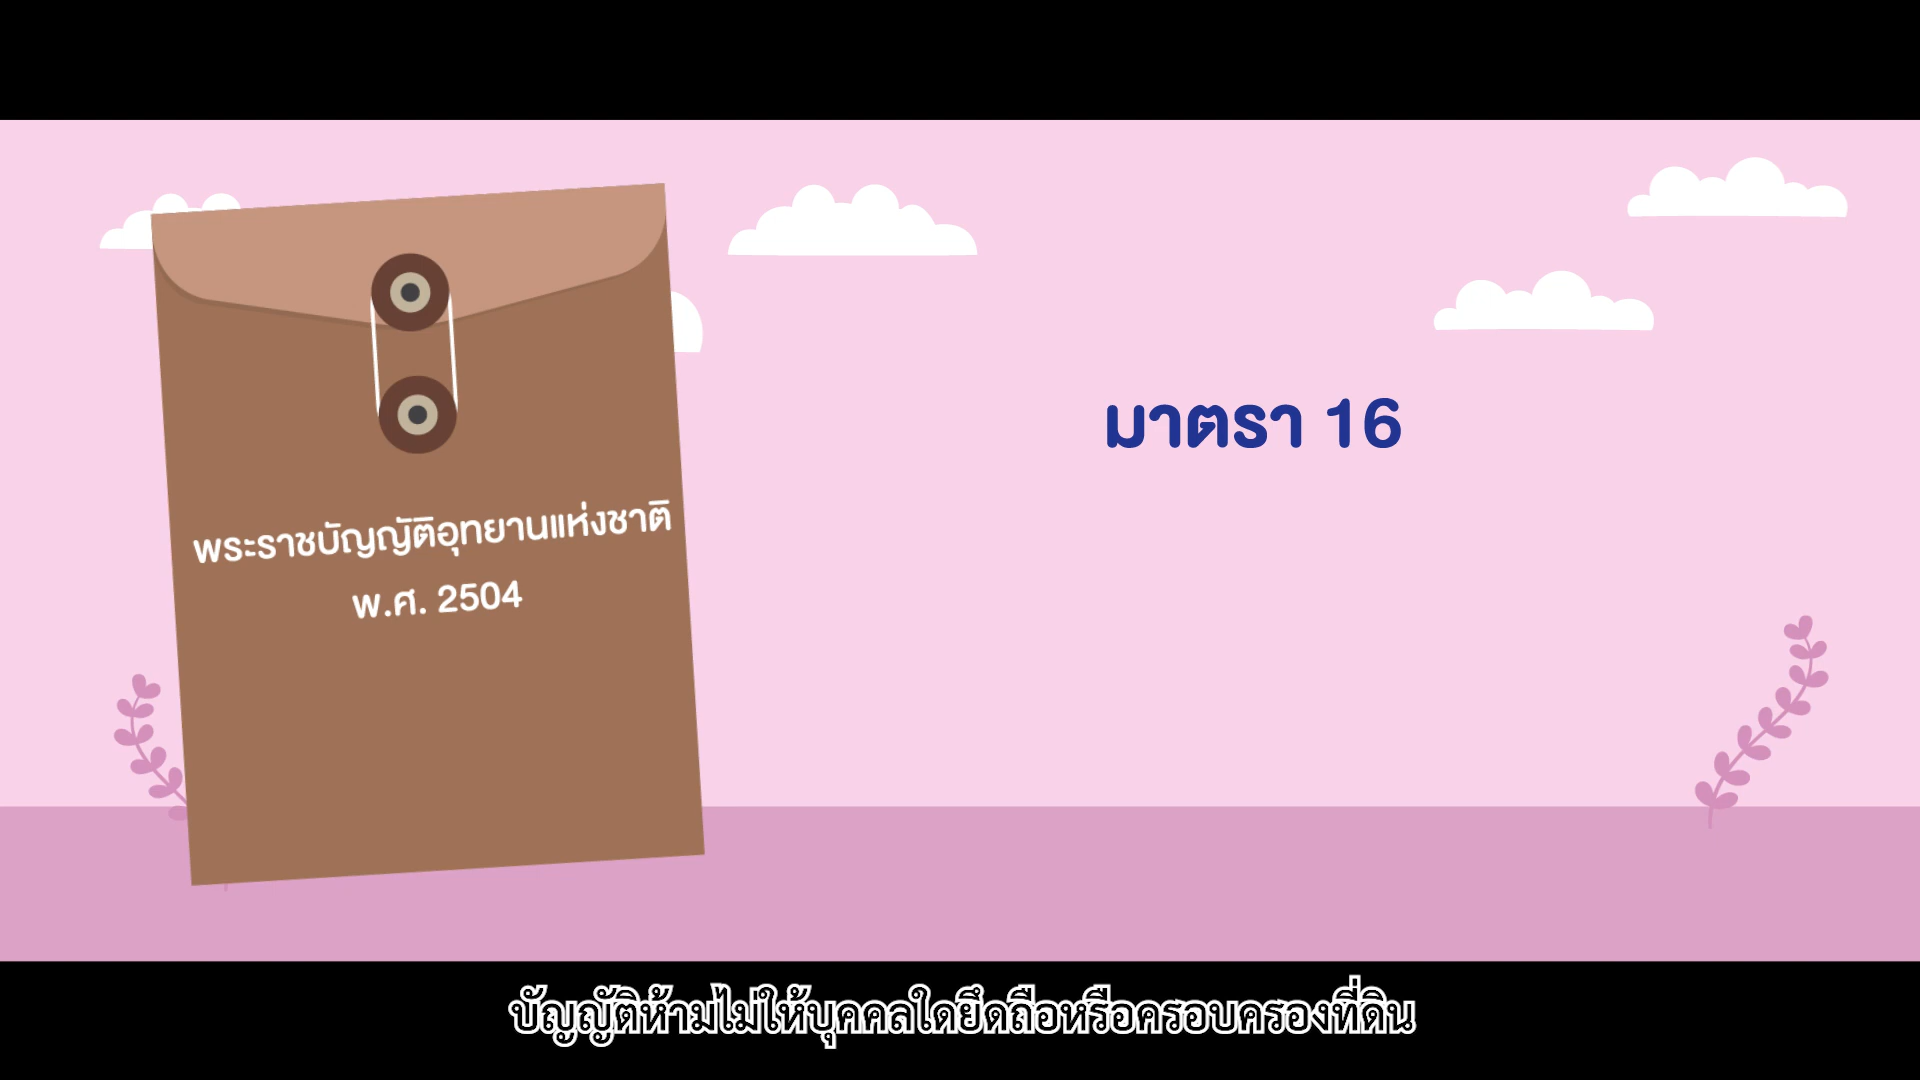 พระราชบัญญัติอุทยานแห่งชาติ
พ.ศ. 2504
มาตรา 16
บัญญัติห้ามไม่ให้บุคคลใดยึดถือหรือครอบครองที่ดิน